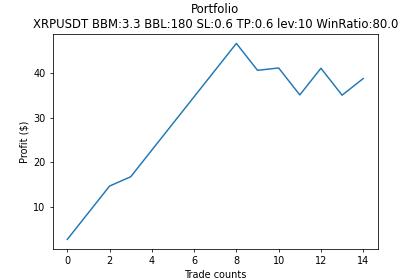 Portfolio
XRPUSDT BBM:3.3 BBL:180 SL:0.6 TP:0.6 lev:10 WinRatio:80.0
40
30
20
10
Profit ($)
0 2 4 6 8 10 12 14
Trade counts